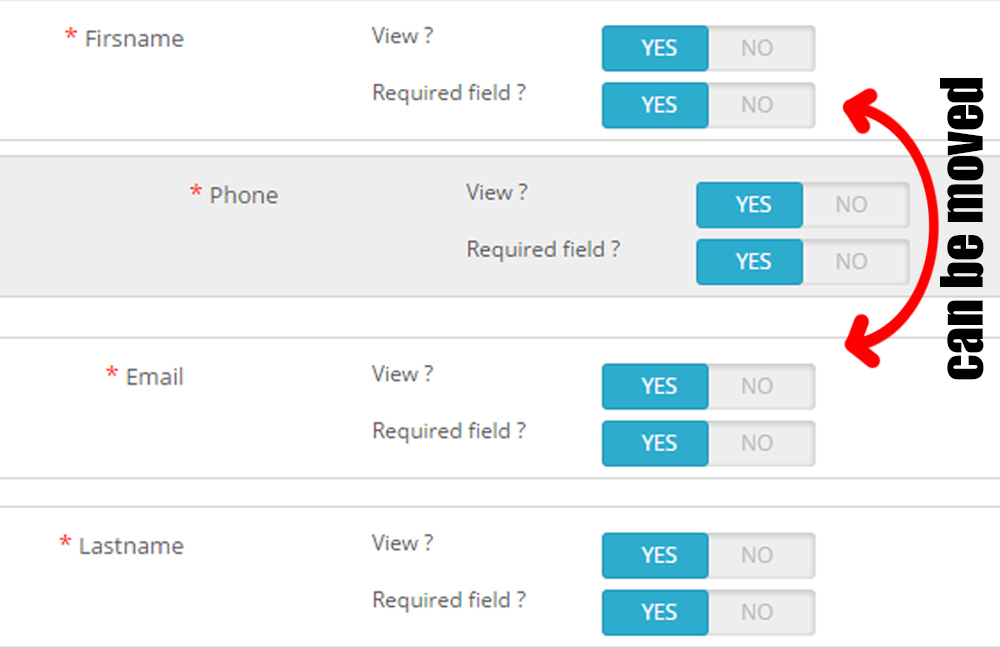 * Firsname View ? YES NO
Required field ? YES NO
* Phone View ? YES NO
Required field ? YES NO
* Email View ? YES NO
Required field ? YES NO
* Lastname View ? YES NO
Required field ? YES NO
can be moved